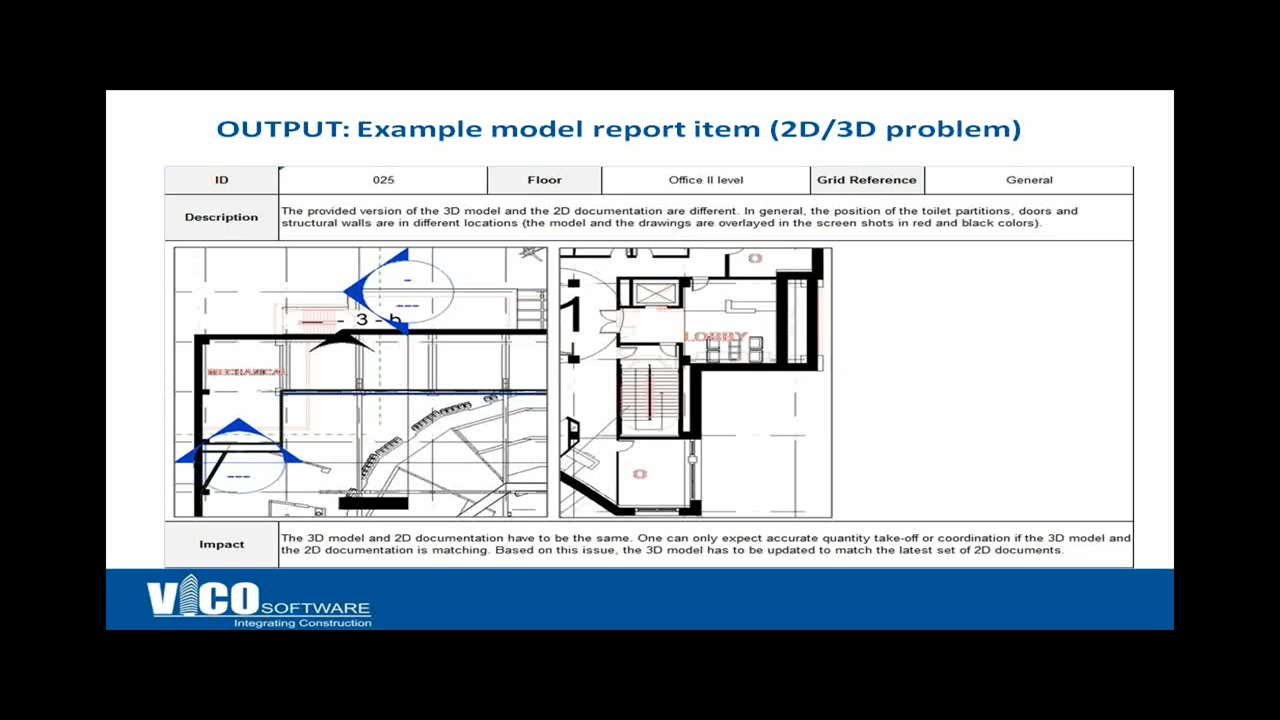 OUTPUT: Example model report item (2D/3D problem)
ID 025 Floor Office II level Grid Reference General
Description
The provided version of the 3D model and the 2D documentation are different. In general, the position of the toilet partitions, doors and
structural walls are in different locations (the model and the drawings are overlayed in the screen shots in red and black colors).
- 3 - b
MECHANICAL
LOBBY
Impact
The 3D model and 2D documentation have to be the same. One can only expect accurate quantity take-off or coordination if the 3D model and
the 2D documentation is matching. Based on this issue, the 3D model has to be updated to match the latest set of 2D documents.
VICO SOFTWARE
Integrating Construction